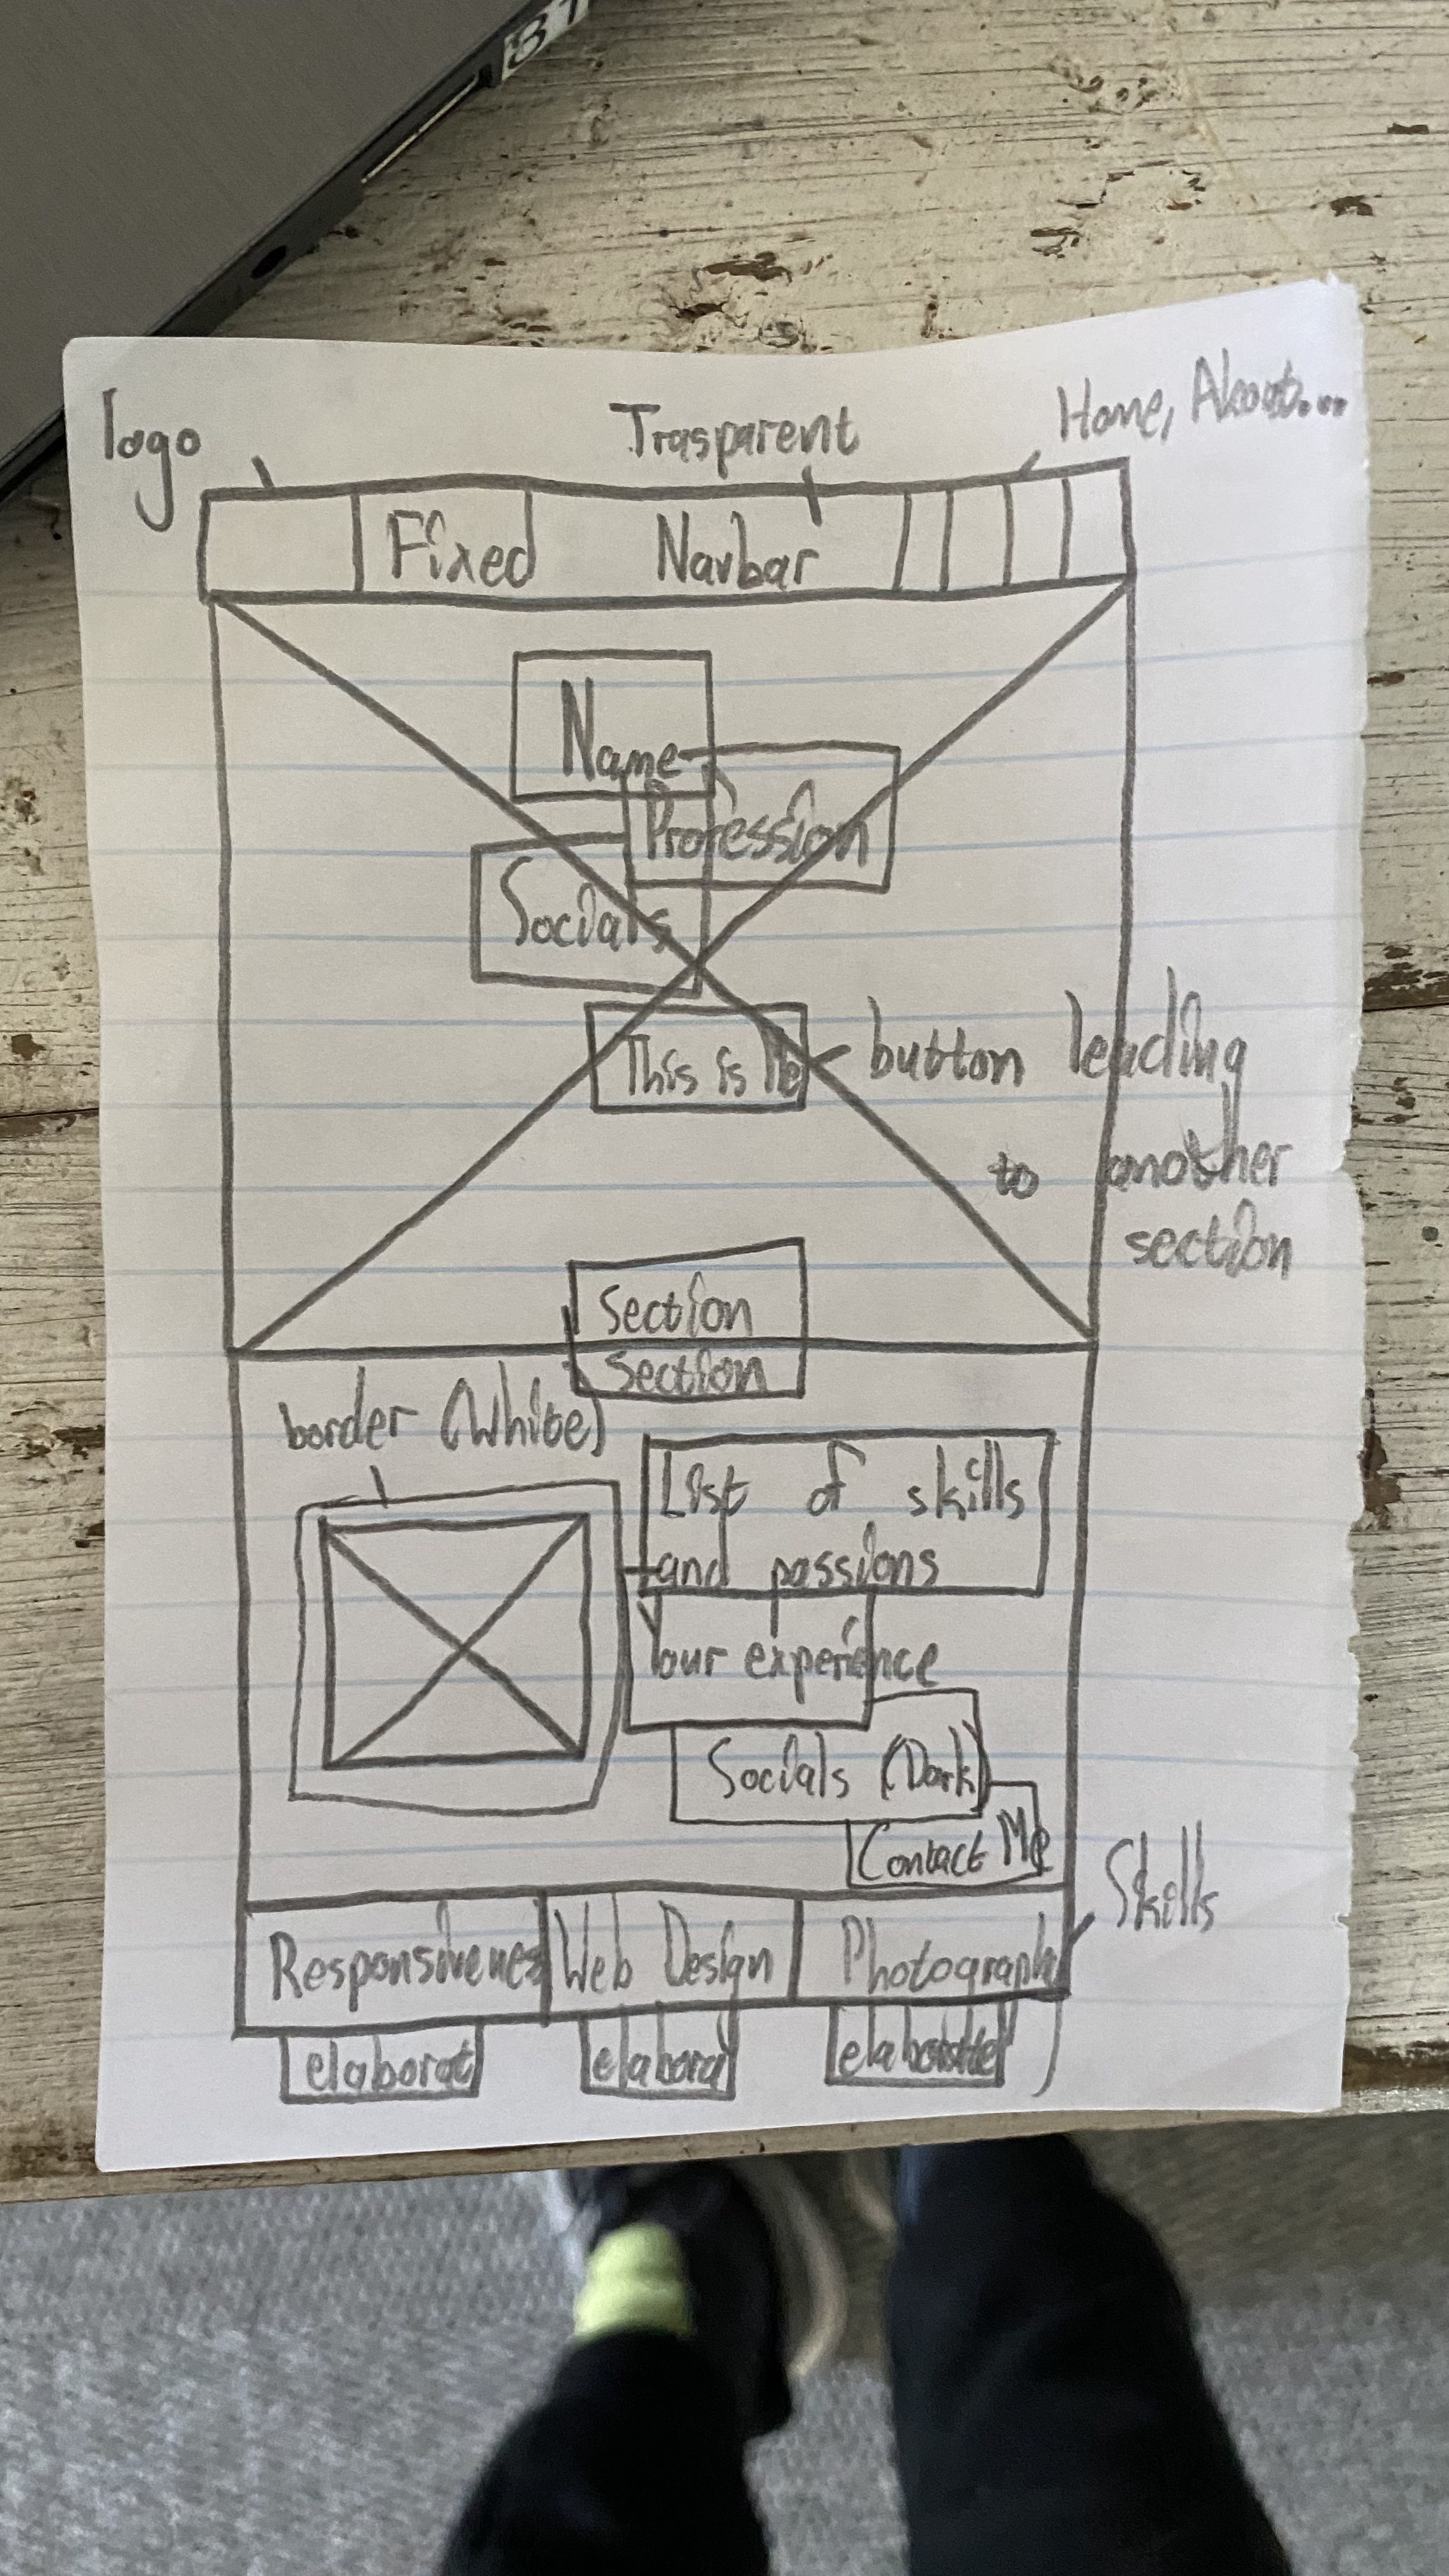 37
logo
Trasparent
Home, About...
Fixed Navbar
Name
Profession
Socials
This is Me
button leading
to another
section
Section
section
border (White)
List of skills
and passions
Your experience
Socials (Dark)
Contact Me
Skills
Responsivenes Web Design Photography
elaborat elabora elaborate